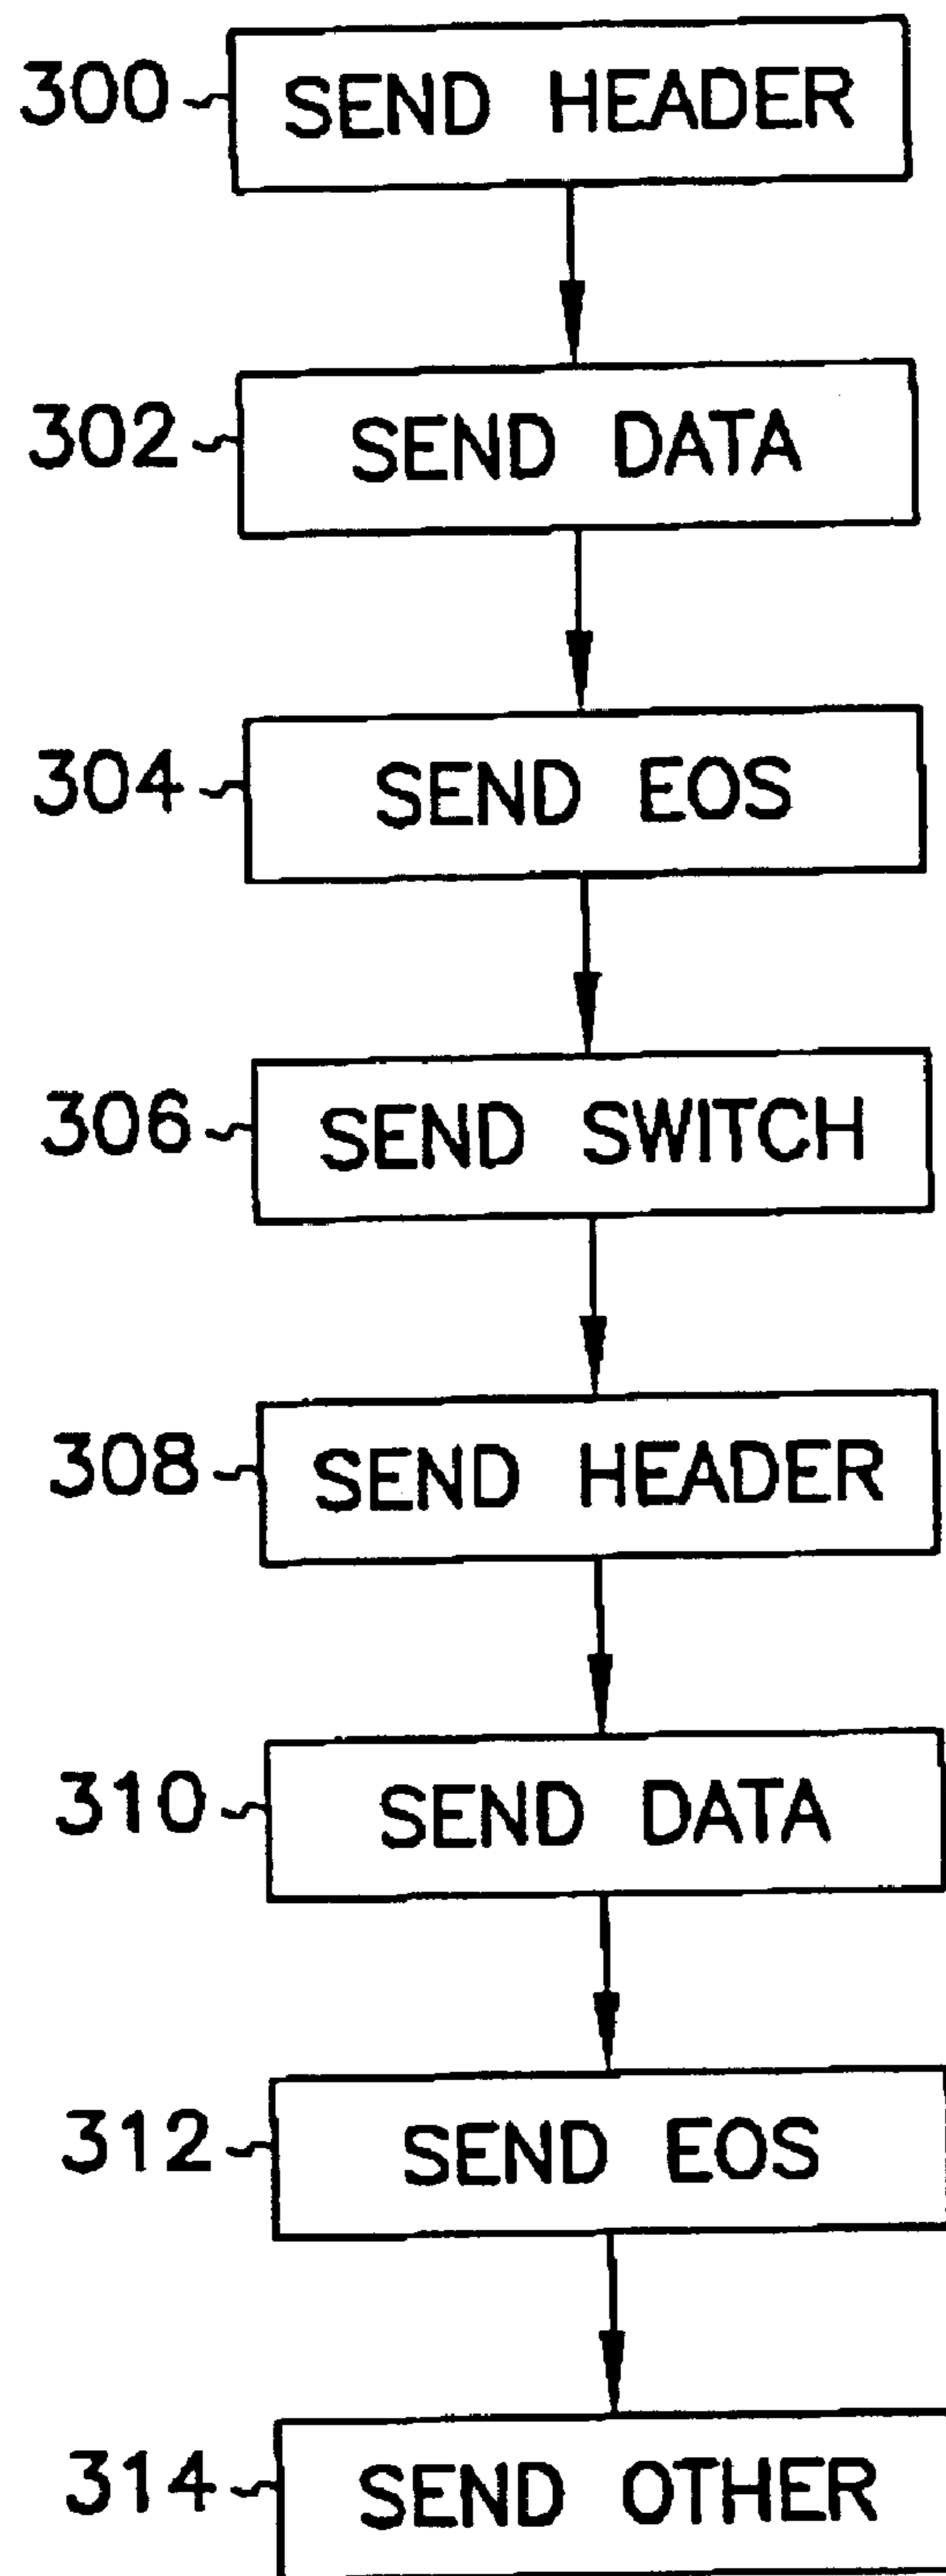 300 SEND HEADER
302 SEND DATA
304 SEND EOS
306 SEND SWITCH
308 SEND HEADER
310 SEND DATA
312 SEND EOS
314 SEND OTHER